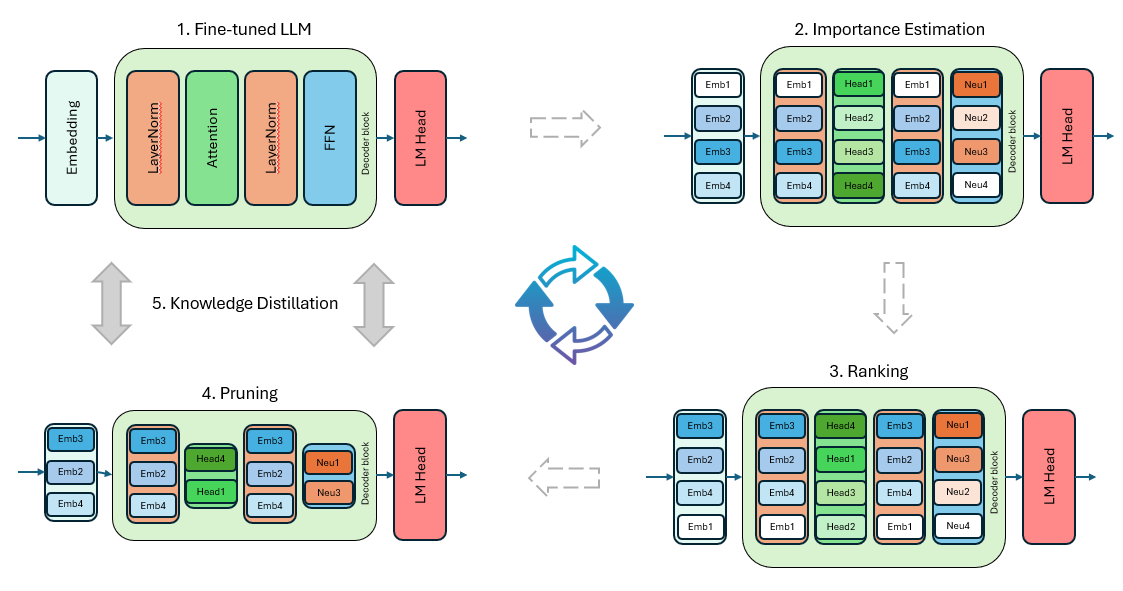 1. Fine-tuned LLM
Embedding
LayerNorm
Attention
LayerNorm
FFN
Decoder block
LM Head
2. Importance Estimation
Emb1
Emb2
Emb3
Emb4
Emb1
Emb2
Emb3
Emb4
Head1
Head2
Head3
Head4
Emb1
Emb2
Emb3
Emb4
Neu1
Neu2
Neu3
Neu4
Decoder block
LM Head
5. Knowledge Distillation
3. Ranking
Emb3
Emb2
Emb4
Emb1
Emb3
Emb2
Emb4
Emb1
Head4
Head1
Head3
Head2
Emb3
Emb2
Emb4
Emb1
Neu1
Neu3
Neu2
Neu4
Decoder block
LM Head
4. Pruning
Emb3
Emb2
Emb4
Emb3
Emb2
Emb4
Head4
Head1
Emb3
Emb2
Emb4
Neu1
Neu3
Decoder block
LM Head